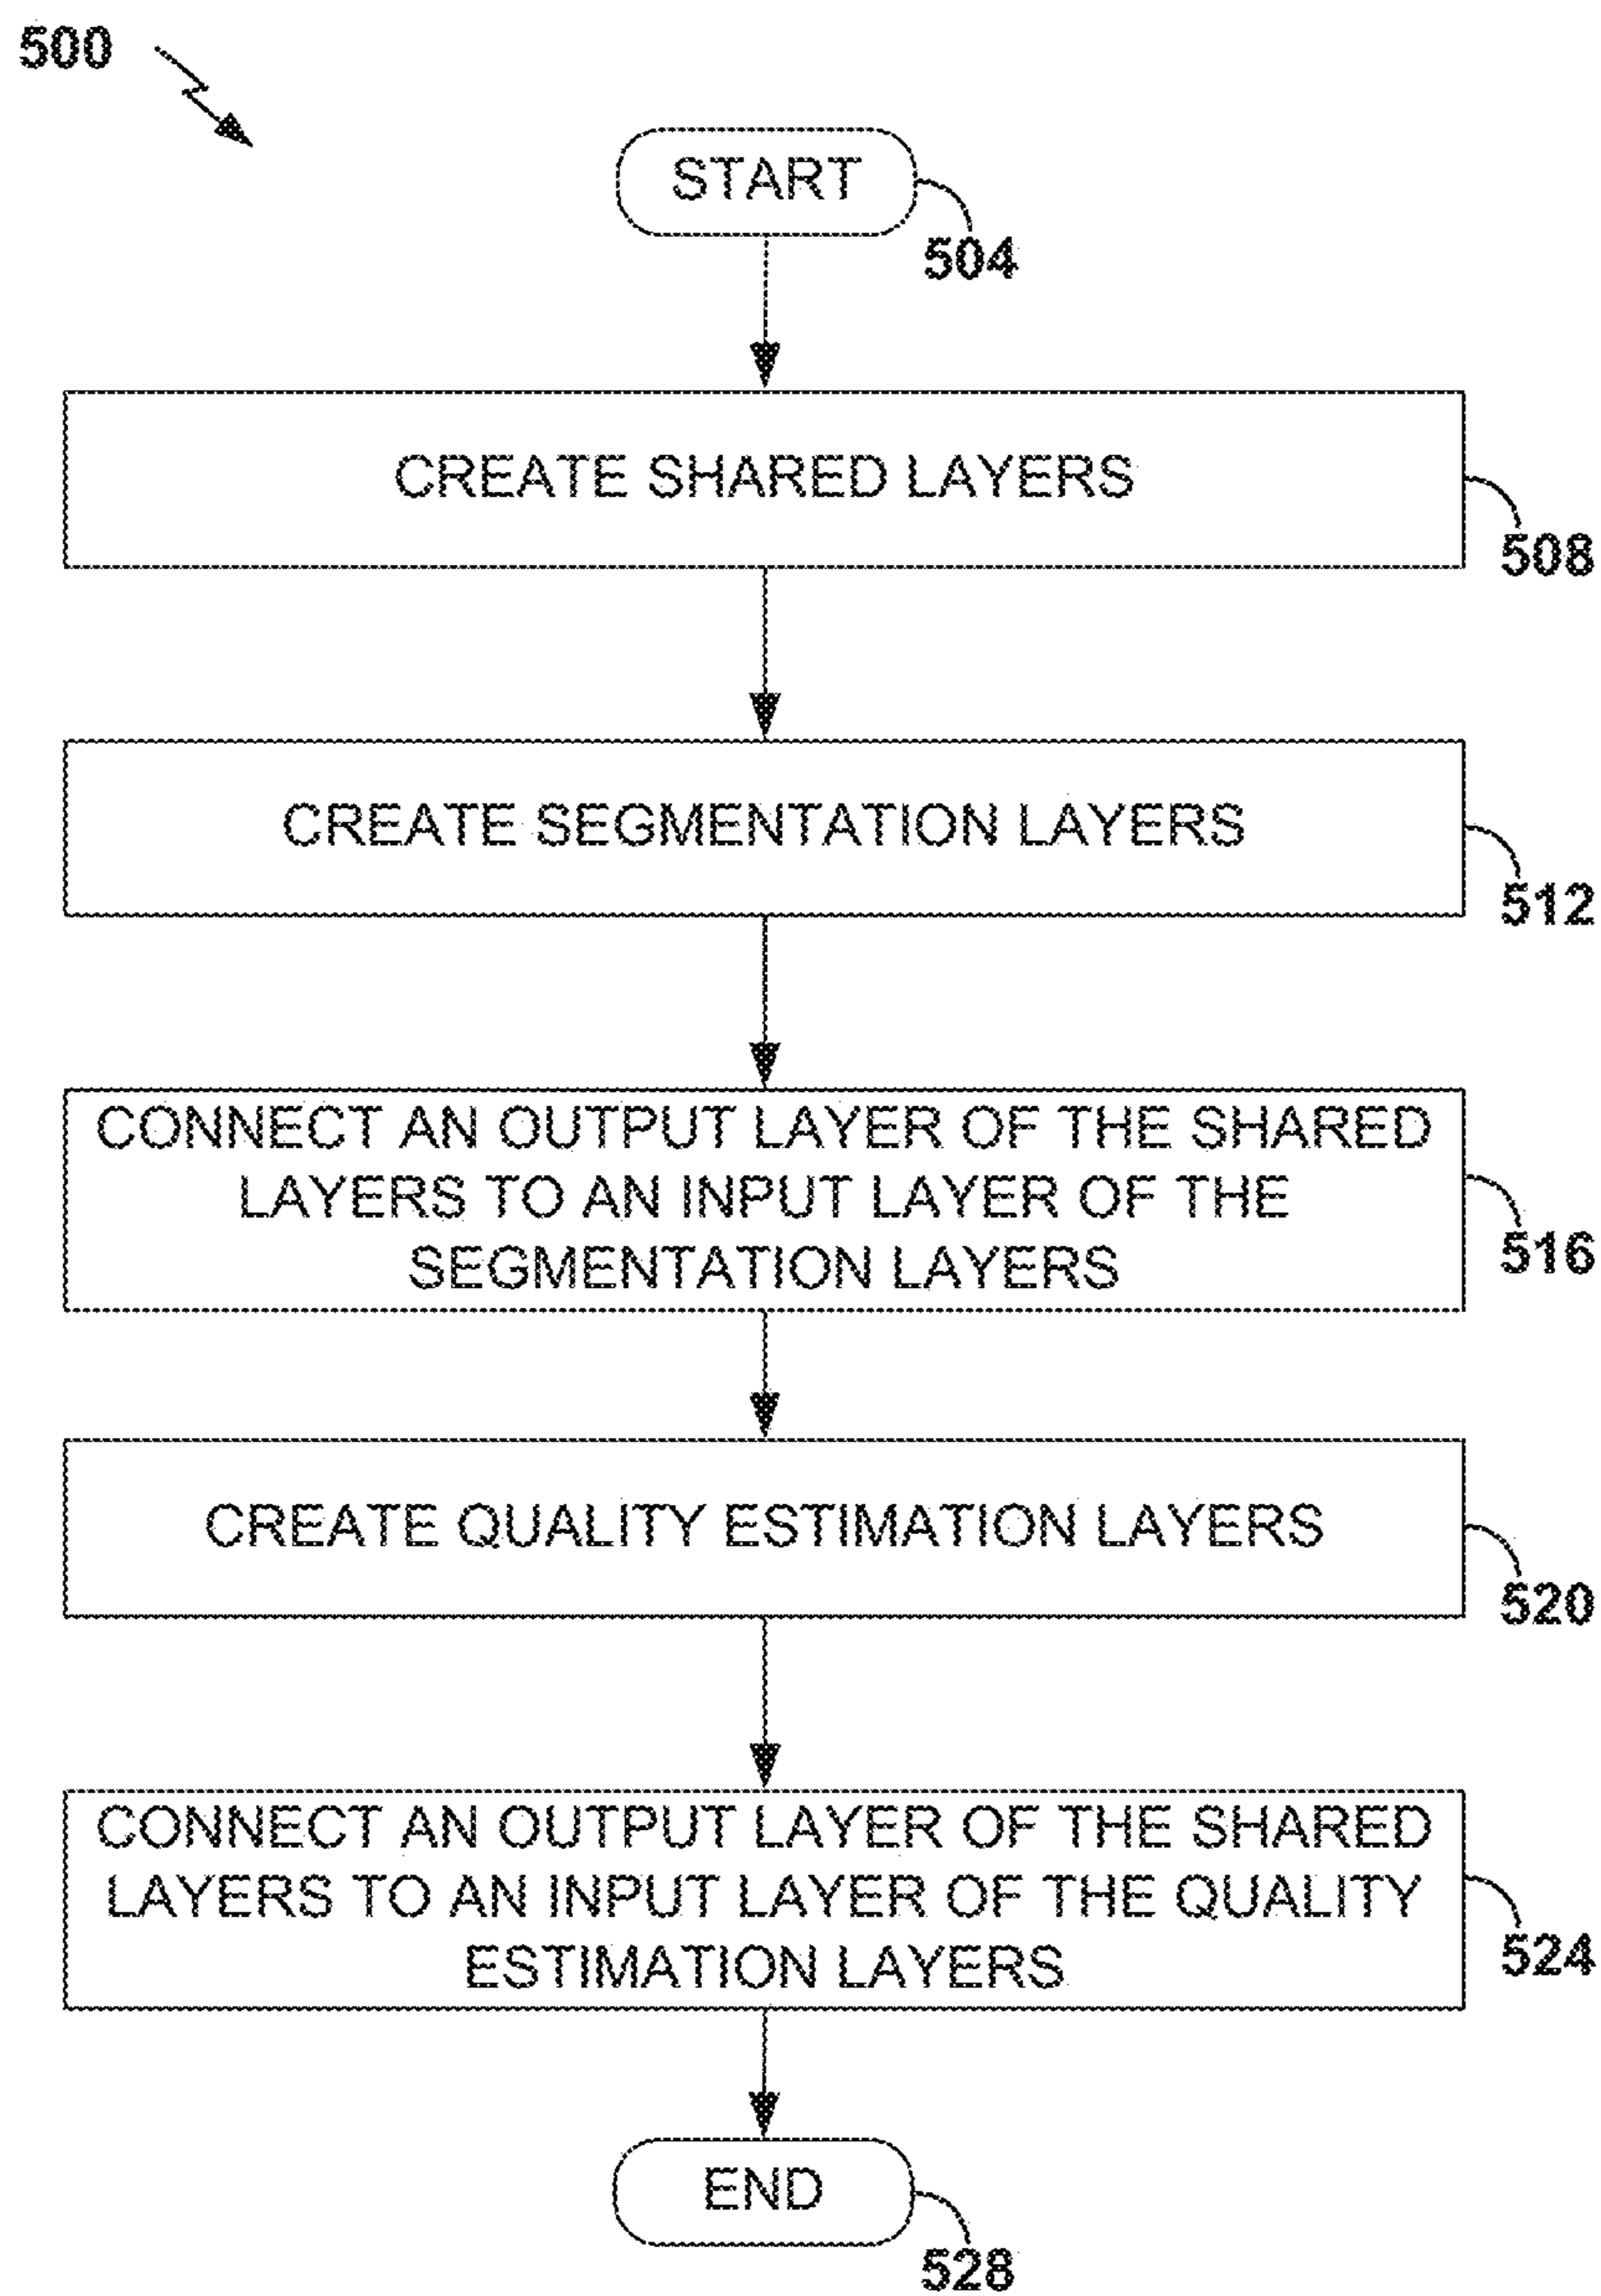 500
START
504
CREATE SHARED LAYERS
508
CREATE SEGMENTATION LAYERS
512
CONNECT AN OUTPUT LAYER OF THE SHARED
LAYERS TO AN INPUT LAYER OF THE
SEGMENTATION LAYERS
516
CREATE QUALITY ESTIMATION LAYERS
520
CONNECT AN OUTPUT LAYER OF THE SHARED
LAYERS TO AN INPUT LAYER OF THE QUALITY
ESTIMATION LAYERS
524
END
528